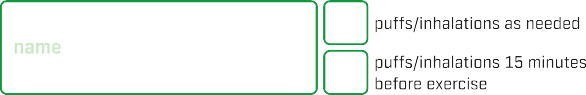 name
puffs/inhalations as needed
puffs/inhalations 15 minutes
before exercise